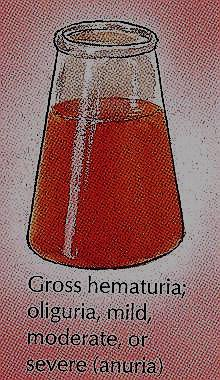 Gross hematuria;
oliguria, mild,
moderate, or
severe (anuria)